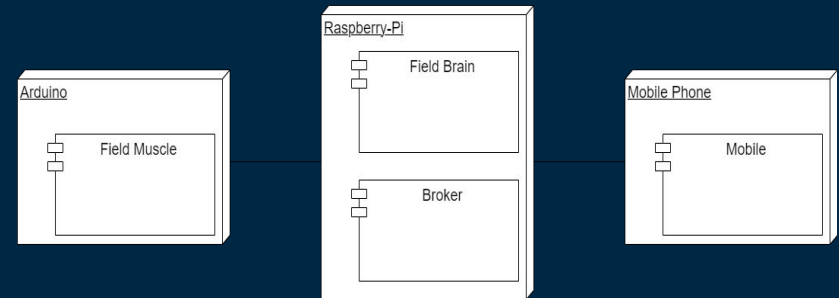 Raspberry-Pi
Field Brain
Arduino
Field Muscle
Broker
Mobile Phone
Mobile